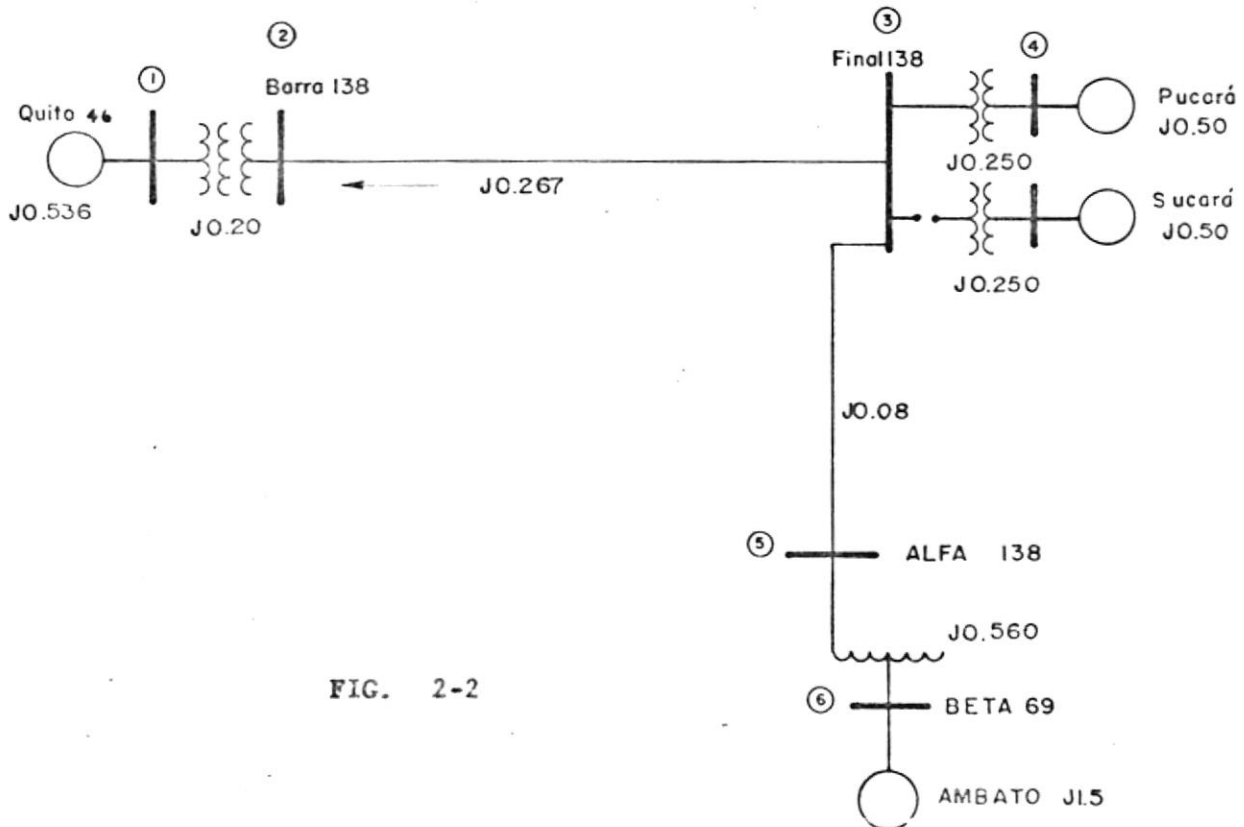 ①
Quito 46
J0.536
J0.20
②
Barra 138
J0.267
③
Final 138
④
Pucará
J0.50
J0.250
Sucará
J0.50
J0.250
J0.08
⑤
ALFA 138
J0.560
⑥
BETA 69
AMBATO J1.5
FIG. 2-2